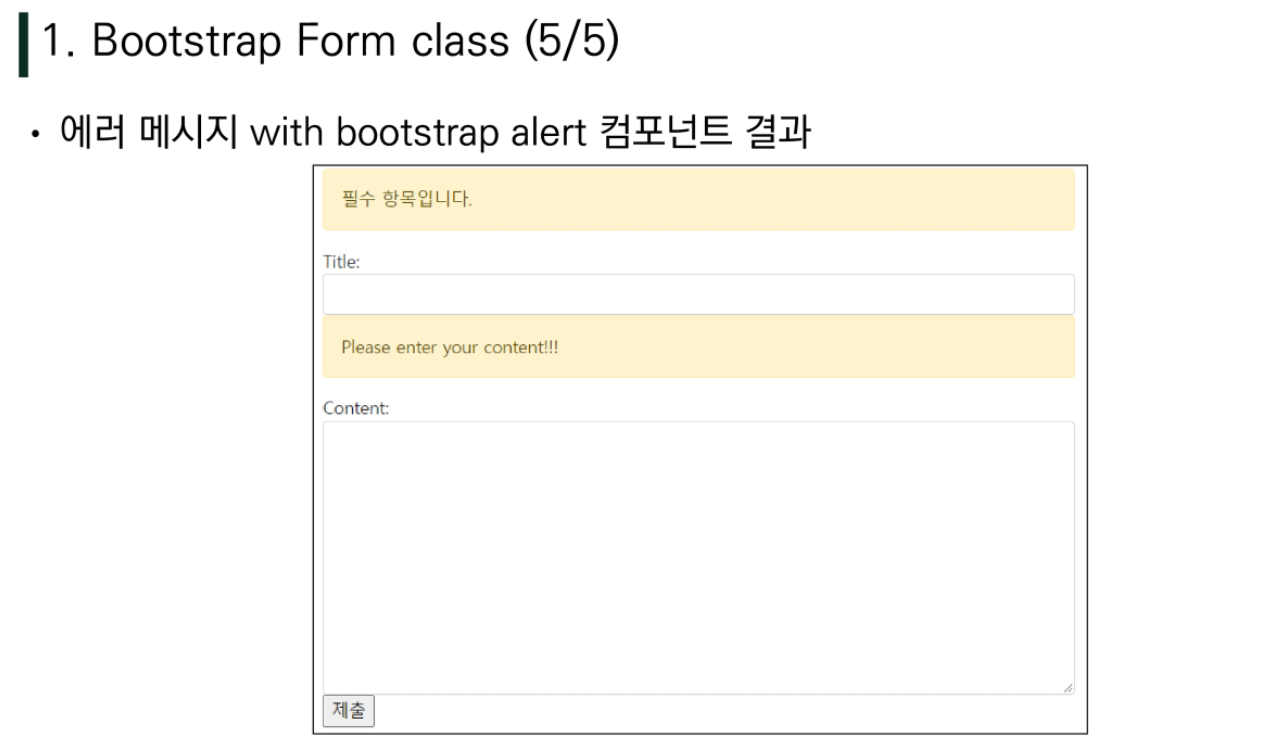 1. Bootstrap Form class (5/5)
• 에러 메시지 with bootstrap alert 컴포넌트 결과
필수 항목입니다.
Title:
Please enter your content!!!
Content:
제출